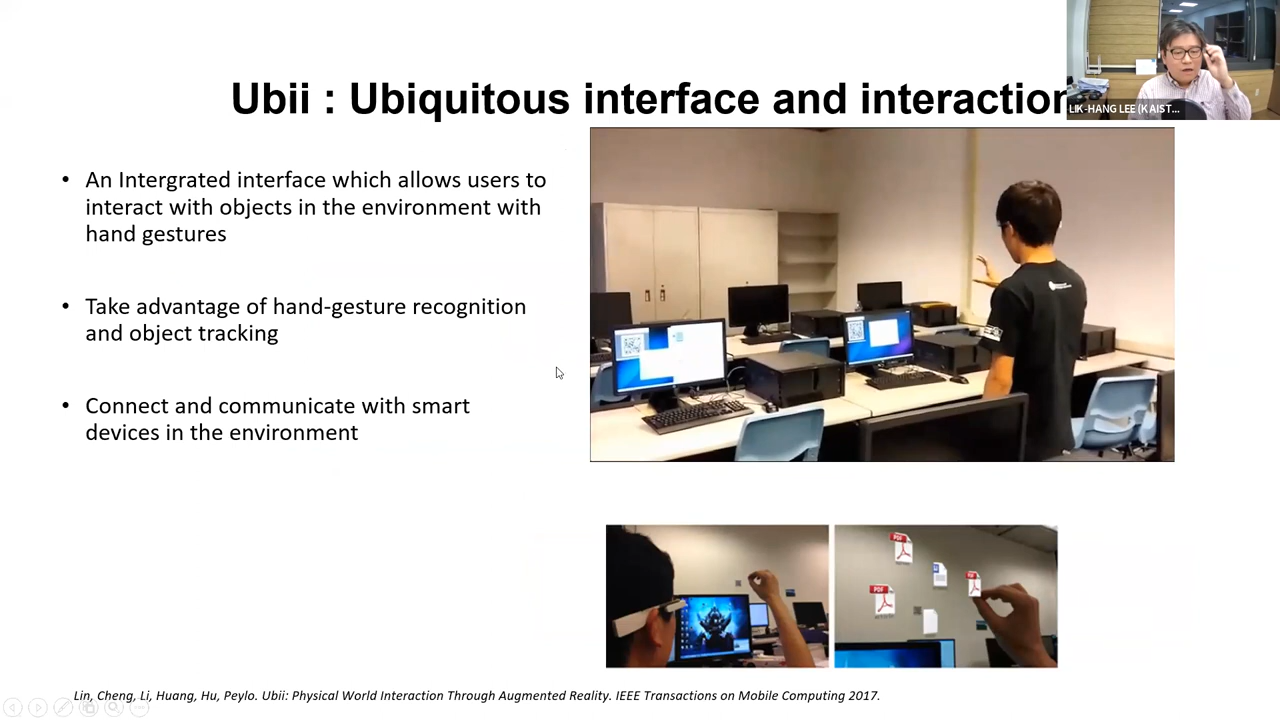 Ubii : Ubiquitous interface and interaction
LIK-HANG LEE (KAIST...
• An Intergrated interface which allows users to
interact with objects in the environment with
hand gestures
• Take advantage of hand-gesture recognition
and object tracking
• Connect and communicate with smart
devices in the environment
PDF
PDF
PDF
Lin, Cheng, Li, Huang, Hu, Peylo. Ubii: Physical World Interaction Through Augmented Reality. IEEE Transactions on Mobile Computing 2017.